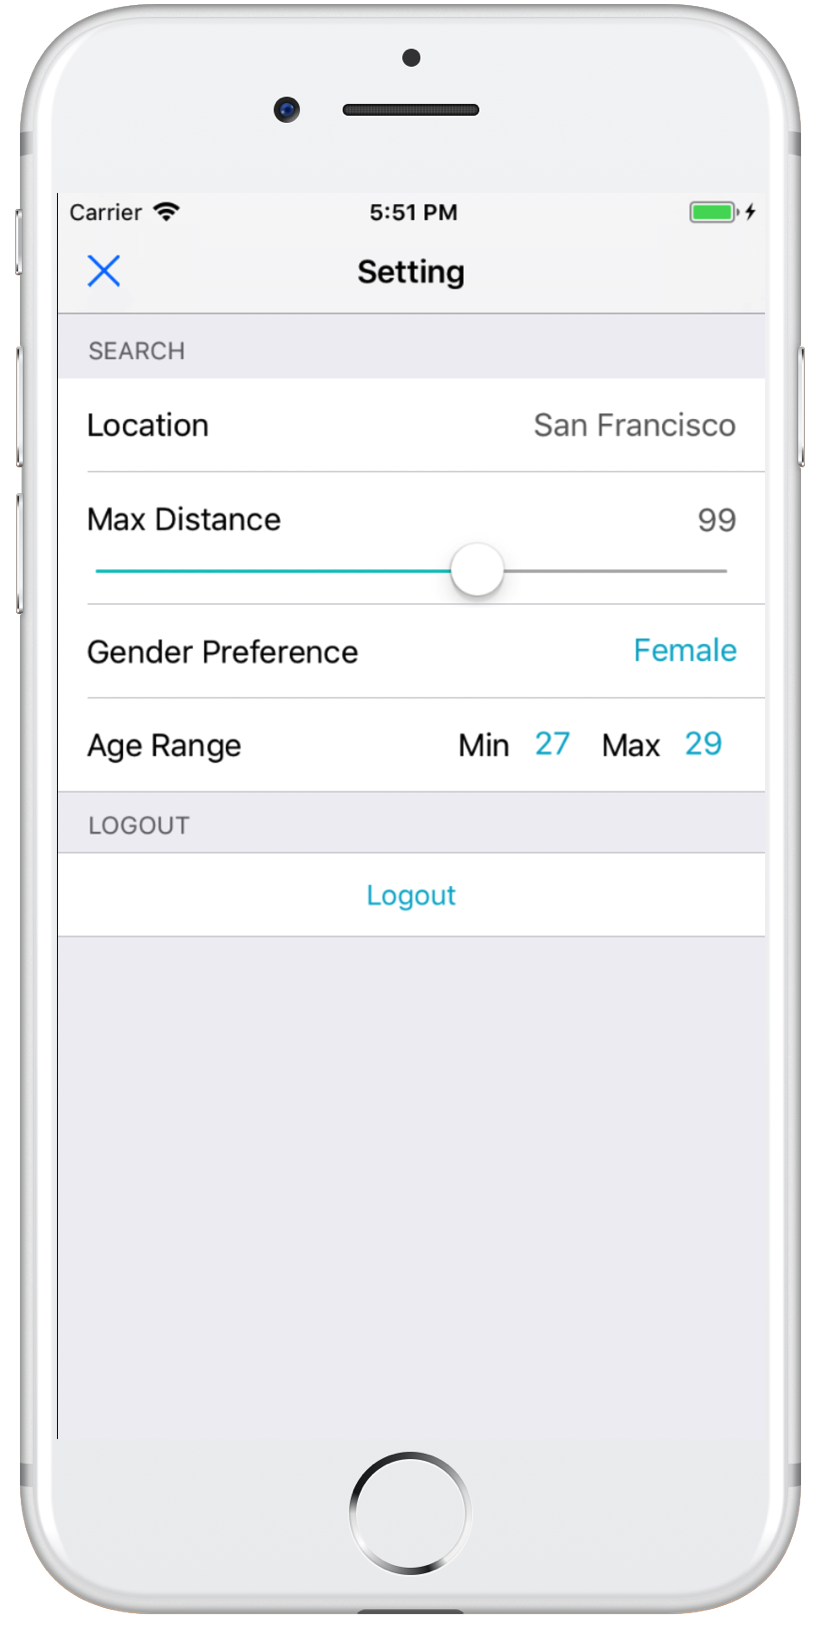 Carrier 5:51 PM
Setting
SEARCH
Location San Francisco
Max Distance 99
Gender Preference Female
Age Range Min 27 Max 29
LOGOUT
Logout